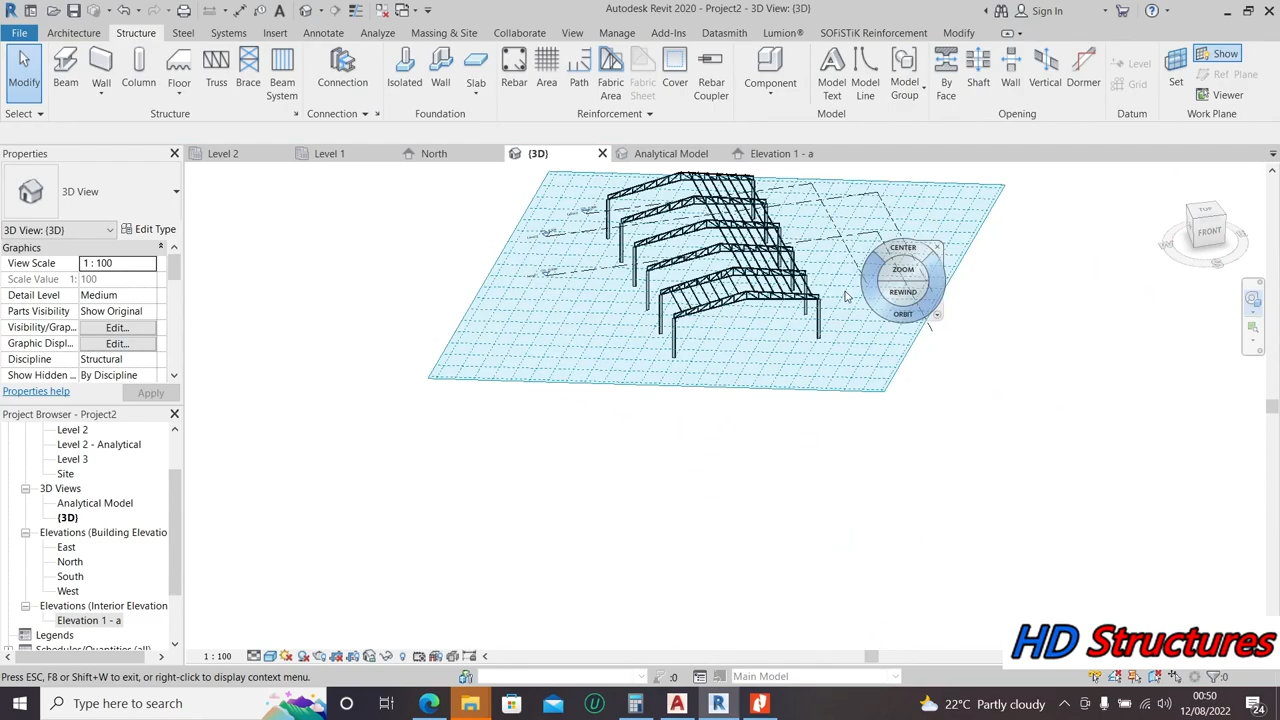 Autodesk Revit 2020 - Project2 - 3D View: {3D}
Sign In
File Architecture Structure Steel Systems Insert Annotate Analyze Massing & Site Collaborate View Manage Add-Ins Datasmith Lumion® SOFiSTiK Reinforcement Modify
Modify Beam Wall Column Floor Truss Brace Beam System Connection Isolated Wall Slab Rebar Area Path Fabric Area Fabric Sheet Cover Rebar Coupler Component Model Text Model Line Model Group By Face Shaft Wall Vertical Dormer Level Grid Set Show Ref Plane Viewer
Select Structure Connection Foundation Reinforcement Model Opening Datum Work Plane
Properties
Level 2 Level 1 North {3D} Analytical Model Elevation 1 - a
3D View
3D View: {3D} Edit Type
Graphics
View Scale 1 : 100
Scale Value 1: 100
Detail Level Medium
Parts Visibility Show Original
Visibility/Grap... Edit...
Graphic Displ... Edit...
Discipline Structural
Show Hidden ... By Discipline
Properties help Apply
TOP
FRONT
CENTER
ZOOM
REWIND
ORBIT
Project Browser - Project2
Level 2
Level 2 - Analytical
Level 3
Site
3D Views
Analytical Model
{3D}
Elevations (Building Elevatio
East
North
South
West
Elevations (Interior Elevation
Elevation 1 - a
Legends
Schedules/Quantities (all)
HD Structures
1 : 100
Press ESC, F8 or Shift+W to exit, or right-click to display context menu.
:0 Main Model :0
Type here to search
22°C Partly cloudy
00:50
12/08/2022
24